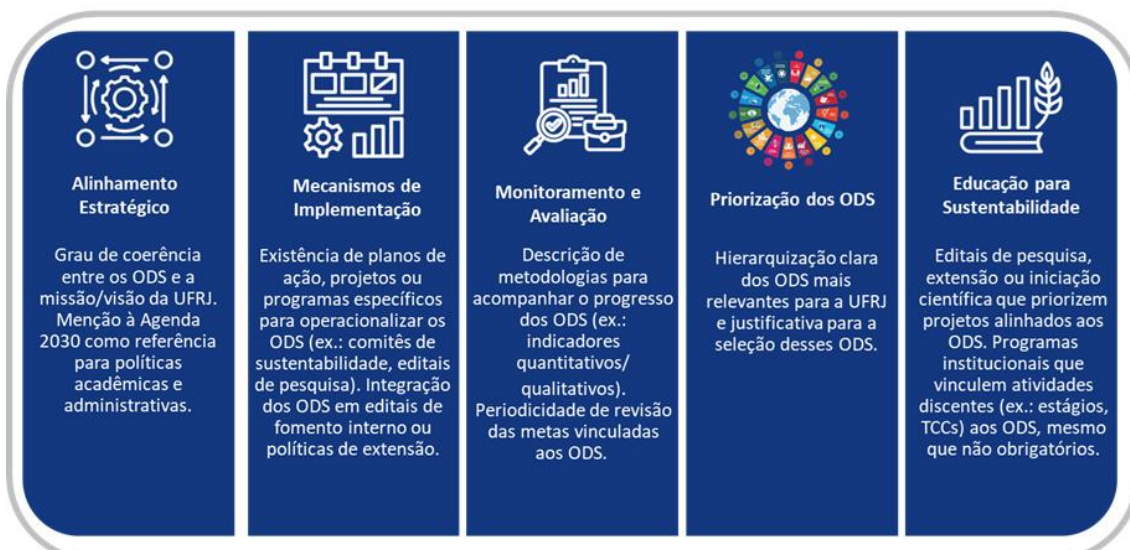 Alinhamento
Estratégico
Grau de coerência
entre os ODS e a
missão/visão da UFRJ.
Menção à Agenda
2030 como referência
para políticas
acadêmicas e
administrativas.
Mecanismos de
Implementação
Existência de planos de
ação, projetos ou
programas específicos
para operacionalizar os
ODS (ex.: comitês de
sustentabilidade, editais
de pesquisa). Integração
dos ODS em editais de
fomento interno ou
políticas de extensão.
Monitoramento e
Avaliação
Descrição de
metodologias para
acompanhar o progresso
dos ODS (ex.:
indicadores
quantitativos/
qualitativos).
Periodicidade de revisão
das metas vinculadas
aos ODS.
Priorização dos ODS
Hierarquização clara
dos ODS mais
relevantes para a UFRJ
e justificativa para a
seleção desses ODS.
Educação para
Sustentabilidade
Editais de pesquisa,
extensão ou iniciação
científica que priorizem
projetos alinhados aos
ODS. Programas
institucionais que
vinculem atividades
discentes (ex.: estágios,
TCCs) aos ODS, mesmo
que não obrigatórios.